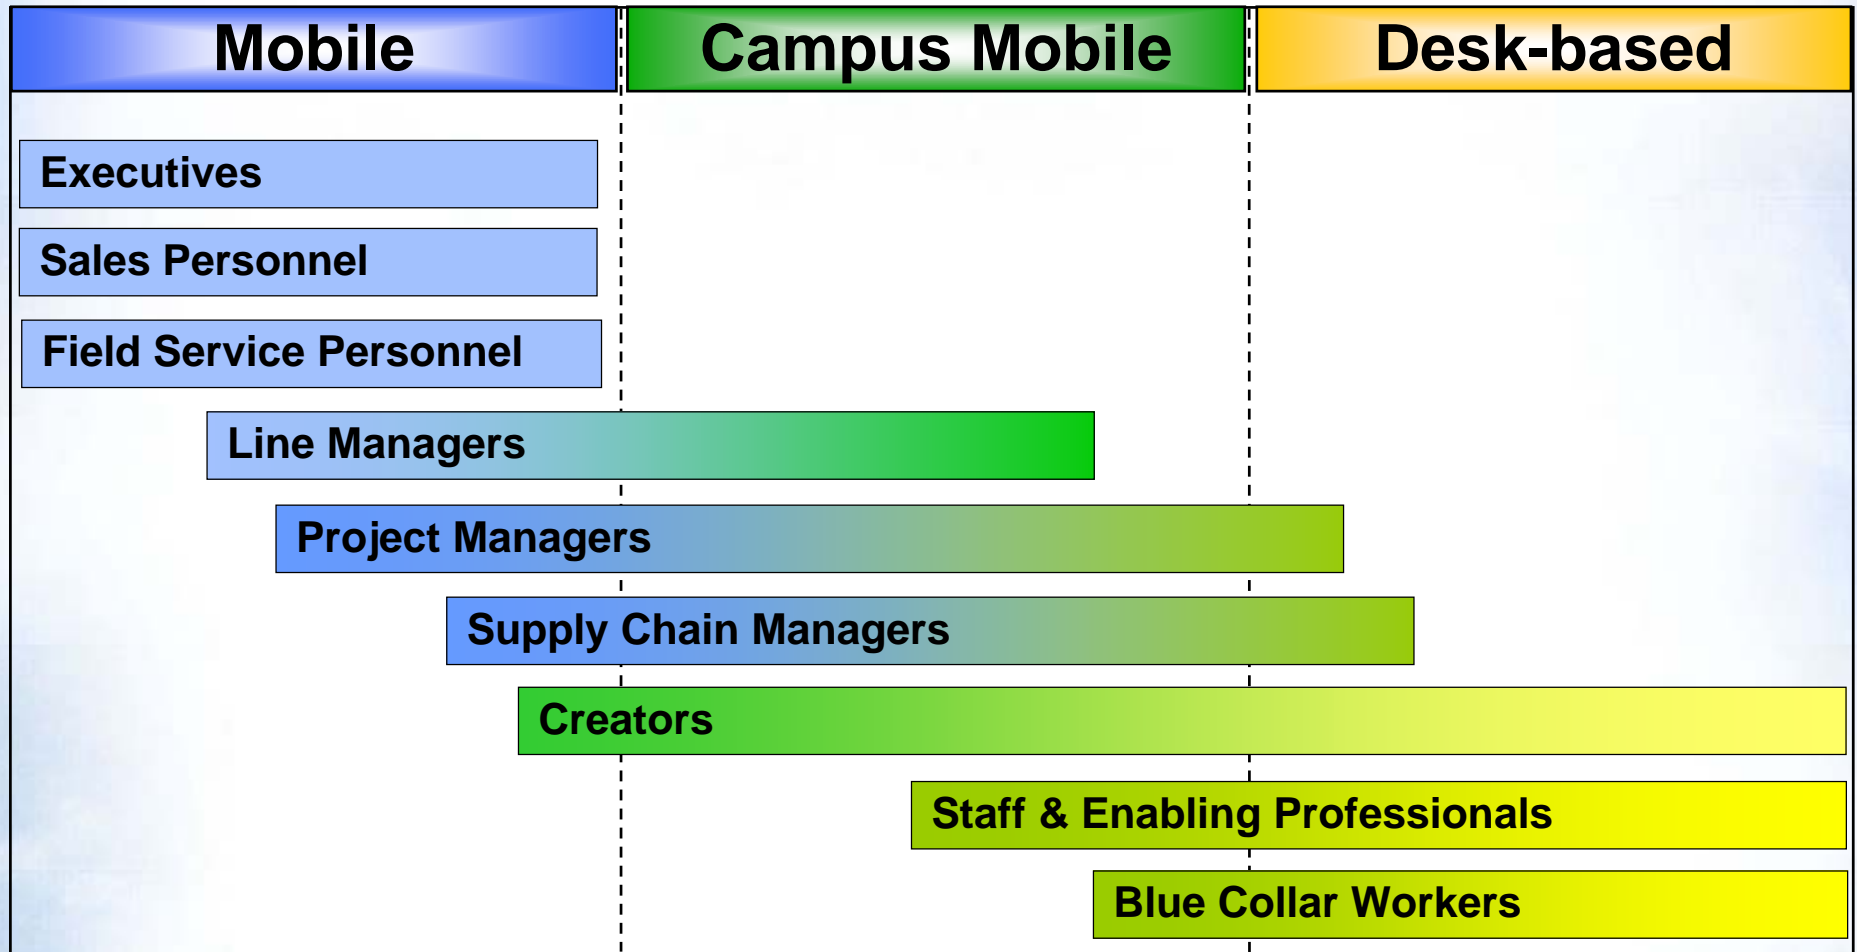 Mobile
Campus Mobile
Desk-based
Executives
Sales Personnel
Field Service Personnel
Line Managers
Project Managers
Supply Chain Managers
Creators
Staff & Enabling Professionals
Blue Collar Workers